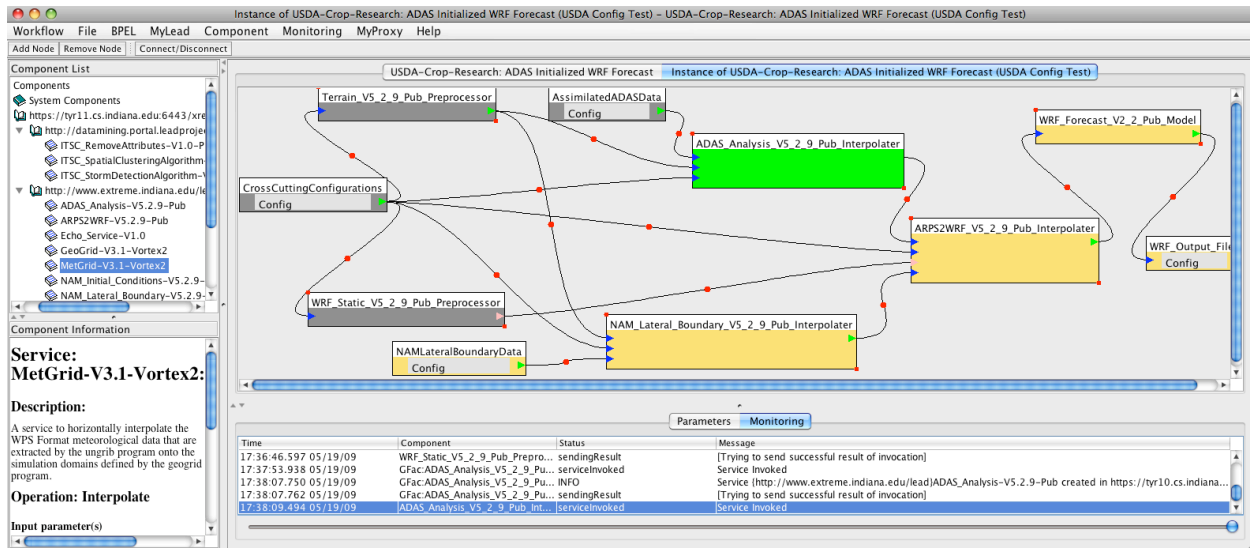 Instance of USDA-Crop-Research: ADAS Initialized WRF Forecast (USDA Config Test) – USDA-Crop-Research: ADAS Initialized WRF Forecast (USDA Config Test)
Workflow File BPEL MyLead Component Monitoring MyProxy Help
Add Node Remove Node Connect/Disconnect
Component List
Components
System Components
https://tyr11.cs.indiana.edu:6443/xre
http://datamining.portal.leadproje
ITSC_RemoveAttributes-V1.0-P
ITSC_SpatialClusteringAlgorithm-
ITSC_StormDetectionAlgorithm-V
http://www.extreme.indiana.edu/le
ADAS_Analysis-V5.2.9-Pub
ARPS2WRF-V5.2.9-Pub
Echo_Service-V1.0
GeoGrid-V3.1-Vortex2
MetGrid-V3.1-Vortex2
NAM_Initial_Conditions-V5.2.9-
NAM_Lateral_Boundary-V5.2.9-
Component Information
Service:
MetGrid-V3.1-Vortex2:
Description:
A service to horizontally interpolate the
WPS Format meteorological data that are
extracted by the ungrib program onto the
simulation domains defined by the geogrid
program.
Operation: Interpolate
Input parameter(s)
USDA-Crop-Research: ADAS Initialized WRF Forecast Instance of USDA-Crop-Research: ADAS Initialized WRF Forecast (USDA Config Test)
Terrain_V5_2_9_Pub_Preprocessor
AssimilatedADASData
Config
WRF_Forecast_V2_2_Pub_Model
ADAS_Analysis_V5_2_9_Pub_Interpolater
CrossCuttingConfigurations
Config
ARPS2WRF_V5_2_9_Pub_Interpolater
WRF_Output_File
Config
WRF_Static_V5_2_9_Pub_Preprocessor
NAM_Lateral_Boundary_V5_2_9_Pub_Interpolater
NAMLateralBoundaryData
Config
Parameters Monitoring
Time Component Status Message
17:36:46.597 05/19/09 WRF_Static_V5_2_9_Pub_Prepro... sendingResult [Trying to send successful result of invocation]
17:37:53.938 05/19/09 GFac:ADAS_Analysis_V5_2_9_Pu... serviceInvoked Service Invoked
17:38:07.750 05/19/09 GFac:ADAS_Analysis_V5_2_9_Pu... INFO Service {http://www.extreme.indiana.edu/lead}ADAS_Analysis-V5.2.9-Pub created in https://tyr10.cs.indiana...
17:38:07.762 05/19/09 GFac:ADAS_Analysis_V5_2_9_Pu... sendingResult [Trying to send successful result of invocation]
17:38:09.494 05/19/09 ADAS_Analysis_V5_2_9_Pub_Int... serviceInvoked Service Invoked